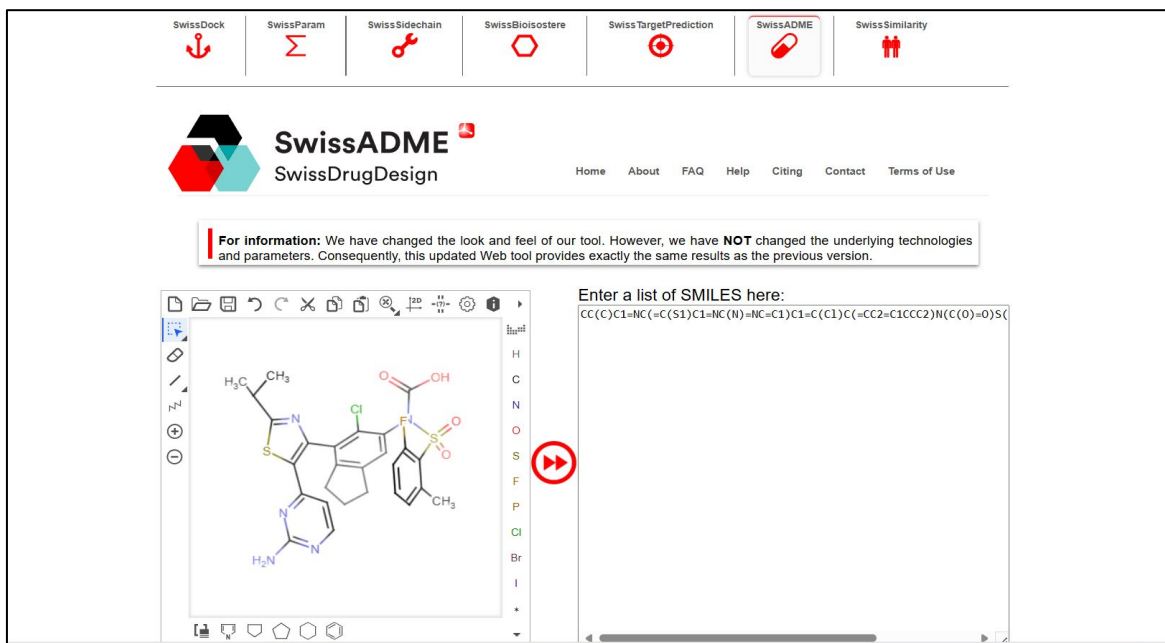 SwissDock SwissParam SwissSidechain SwissBioisostere SwissTargetPrediction SwissADME SwissSimilarity
SwissADME
SwissDrugDesign
Home About FAQ Help Citing Contact Terms of Use
For information: We have changed the look and feel of our tool. However, we have NOT changed the underlying technologies
and parameters. Consequently, this updated Web tool provides exactly the same results as the previous version.
Enter a list of SMILES here:
CC(C)C1=NC(=C(S1)C1=NC(N)=NC=C1)C1=C(Cl)C(=CC2=C1CCC2)N(C(O)=O)S(
2D
(?)
H
C
N
O
S
F
P
Cl
Br
I
*
H₃C CH₃ O OH
Cl F N O
N S O
S CH₃
N
N
H₂N
N